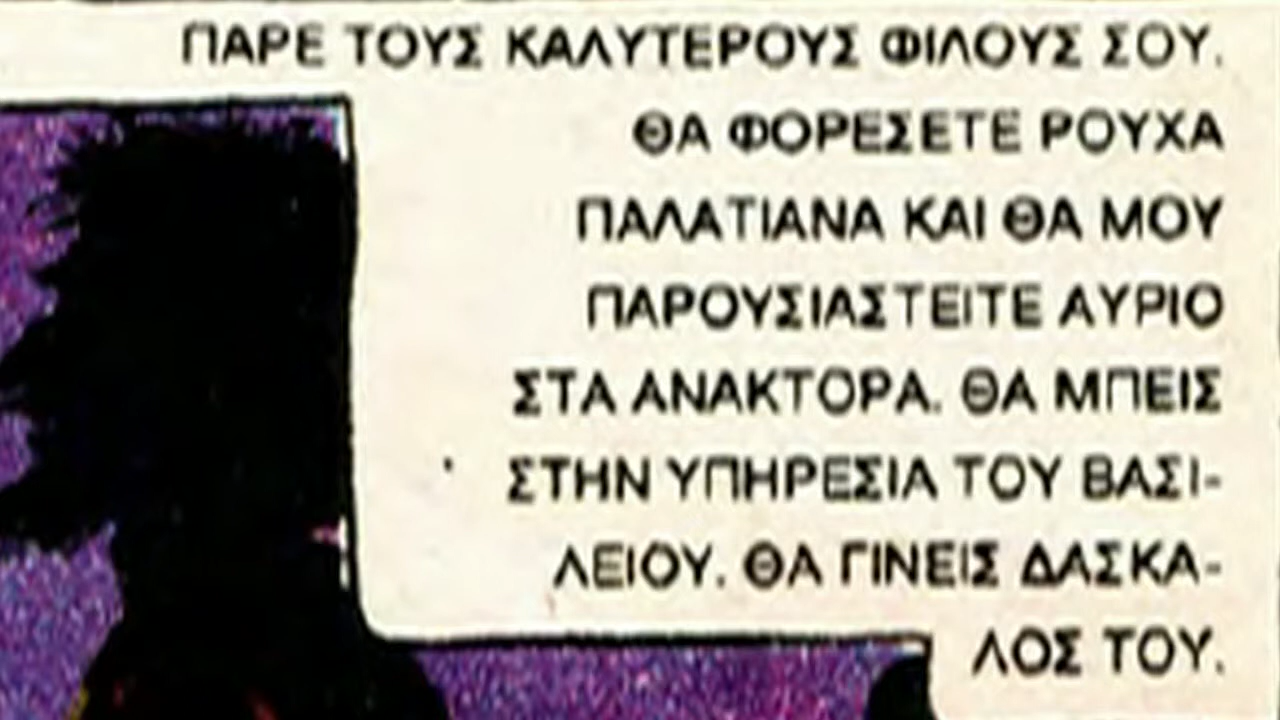 ΠΑΡΕ ΤΟΥΣ ΚΑΛΥΤΕΡΟΥΣ ΦΙΛΟΥΣ ΣΟΥ.
ΘΑ ΦΟΡΕΣΕΤΕ ΡΟΥΧΑ
ΠΑΛΑΤΙΑΝΑ ΚΑΙ ΘΑ ΜΟΥ
ΠΑΡΟΥΣΙΑΣΤΕΙΤΕ ΑΥΡΙΟ
ΣΤΑ ΑΝΑΚΤΟΡΑ. ΘΑ ΜΠΕΙΣ
ΣΤΗΝ ΥΠΗΡΕΣΙΑ ΤΟΥ ΒΑΣΙ-
ΛΕΙΟΥ. ΘΑ ΓΙΝΕΙΣ ΔΑΣΚΑ-
ΛΟΣ ΤΟΥ.